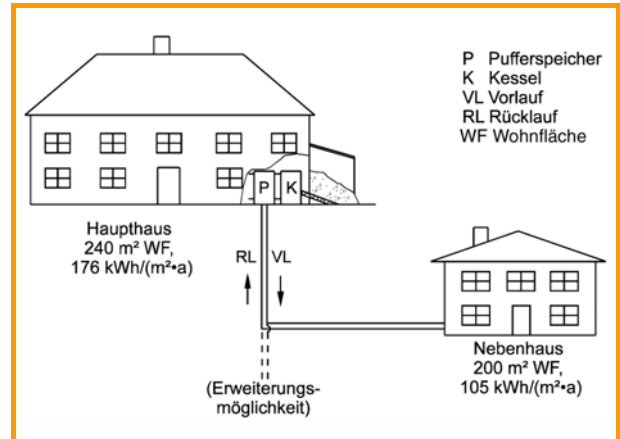 P Pufferspeicher
K Kessel
VL Vorlauf
RL Rücklauf
WF Wohnfläche
P K
Haupthaus
240 m² WF,
176 kWh/(m²•a)
RL VL
Nebenhaus
200 m² WF,
105 kWh/(m²•a)
(Erweiterungs-
möglichkeit)